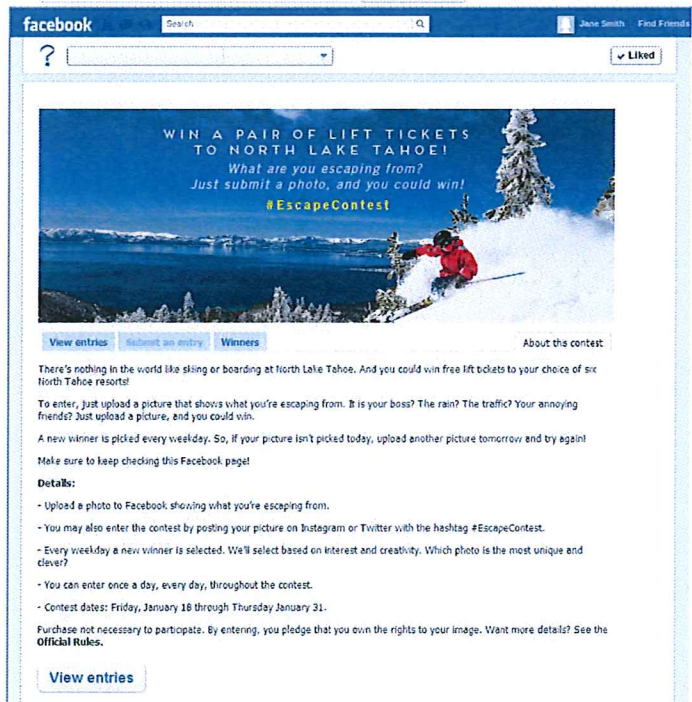 facebook
Search
Jane Smith Find Friends
?
Liked
WIN A PAIR OF LIFT TICKETS
TO NORTH LAKE TAHOE!
What are you escaping from?
Just submit a photo, and you could win!
#EscapeContest
View entries Submit an entry Winners About the contest
There's nothing in the world like skiing or boarding at North Lake Tahoe. And you could win free lift tickets to your choice of six
North Tahoe resorts!
To enter, just upload a picture that shows what you're escaping from. It is your boss? The rain? The traffic? Your annoying
friends? Just upload a picture, and you could win.
A new winner is picked every weekday. So, if your picture isn't picked today, upload another picture tomorrow and try again!
Make sure to keep checking this Facebook page!
Details:
- Upload a photo to Facebook showing what you're escaping from.
- You may also enter the contest by posting your picture on Instagram or Twitter with the hashtag #EscapeContest.
- Every weekday a new winner is selected. We'll select based on interest and creativity. Which photo is the most unique and
clever?
- You can enter once a day, every day, throughout the contest.
- Contest dates: Friday, January 18 through Thursday January 31.
Purchase not necessary to participate. By entering, you pledge that you own the rights to your image. Want more details? See the
Official Rules.
View entries